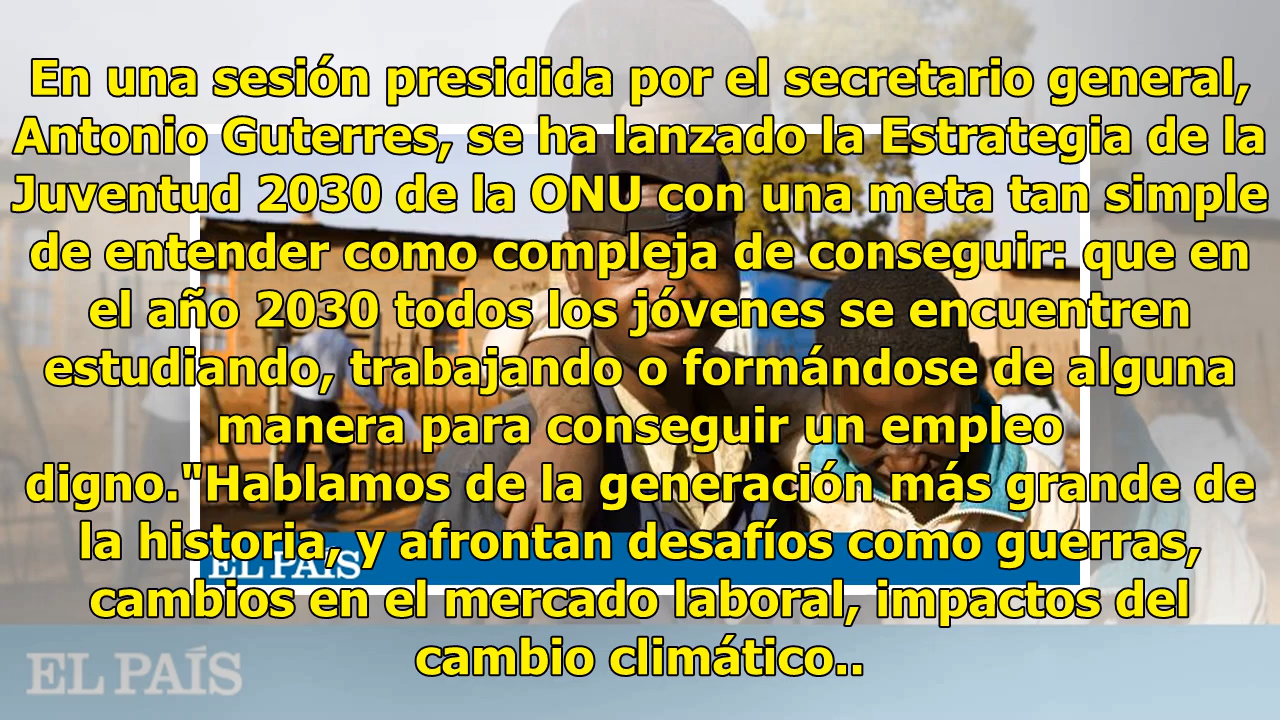 En una sesión presidida por el secretario general,
Antonio Guterres, se ha lanzado la Estrategia de la
Juventud 2030 de la ONU con una meta tan simple
de entender como compleja de conseguir: que en
el año 2030 todos los jóvenes se encuentren
estudiando, trabajando o formándose de alguna
manera para conseguir un empleo
digno."Hablamos de la generación más grande de
la historia, y afrontan desafíos como guerras,
EL PAÍS
cambios en el mercado laboral, impactos del
cambio climático..
EL PAÍS